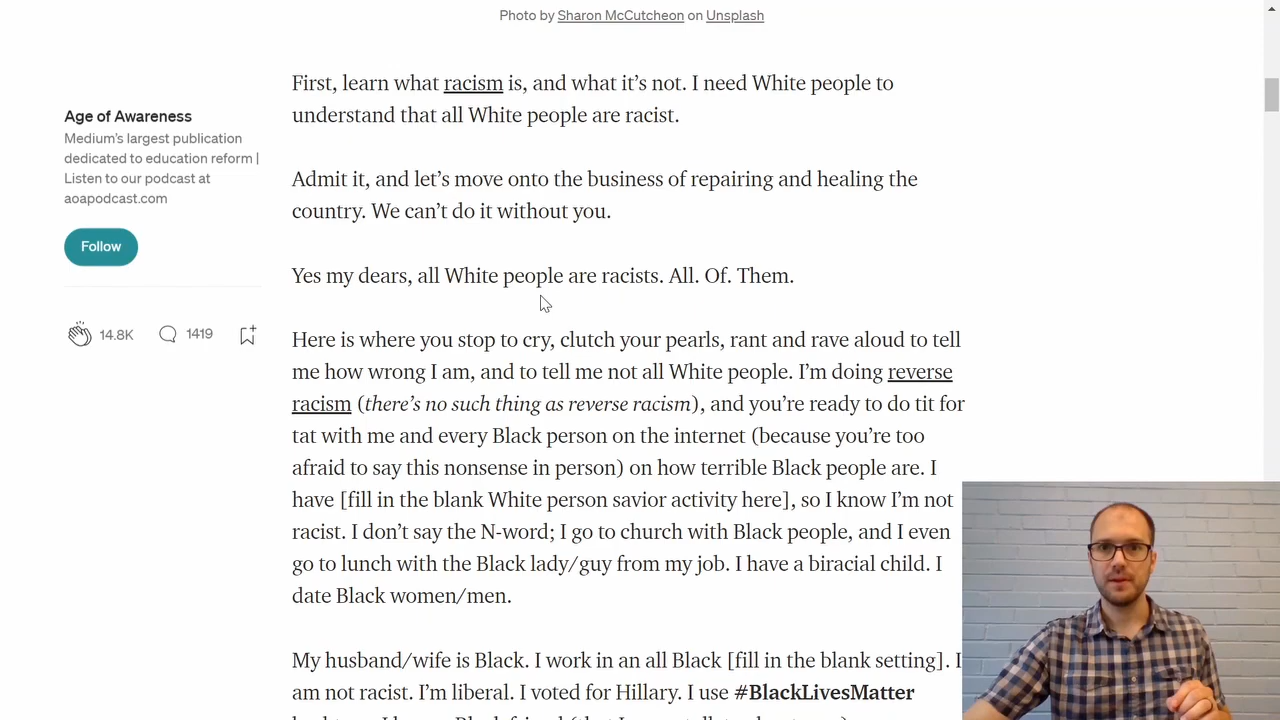 Photo by Sharon McCutcheon on Unsplash
First, learn what racism is, and what it’s not. I need White people to
understand that all White people are racist.
Age of Awareness
Medium’s largest publication
dedicated to education reform |
Listen to our podcast at
aoapodcast.com
Follow
14.8K
1419
Admit it, and let’s move onto the business of repairing and healing the
country. We can’t do it without you.
Yes my dears, all White people are racists. All. Of. Them.
Here is where you stop to cry, clutch your pearls, rant and rave aloud to tell
me how wrong I am, and to tell me not all White people. I’m doing reverse
racism (there’s no such thing as reverse racism), and you’re ready to do tit for
tat with me and every Black person on the internet (because you’re too
afraid to say this nonsense in person) on how terrible Black people are. I
have [fill in the blank White person savior activity here], so I know I’m not
racist. I don’t say the N-word; I go to church with Black people, and I even
go to lunch with the Black lady/guy from my job. I have a biracial child. I
date Black women/men.
My husband/wife is Black. I work in an all Black [fill in the blank setting]. I
am not racist. I’m liberal. I voted for Hillary. I use #BlackLivesMatter